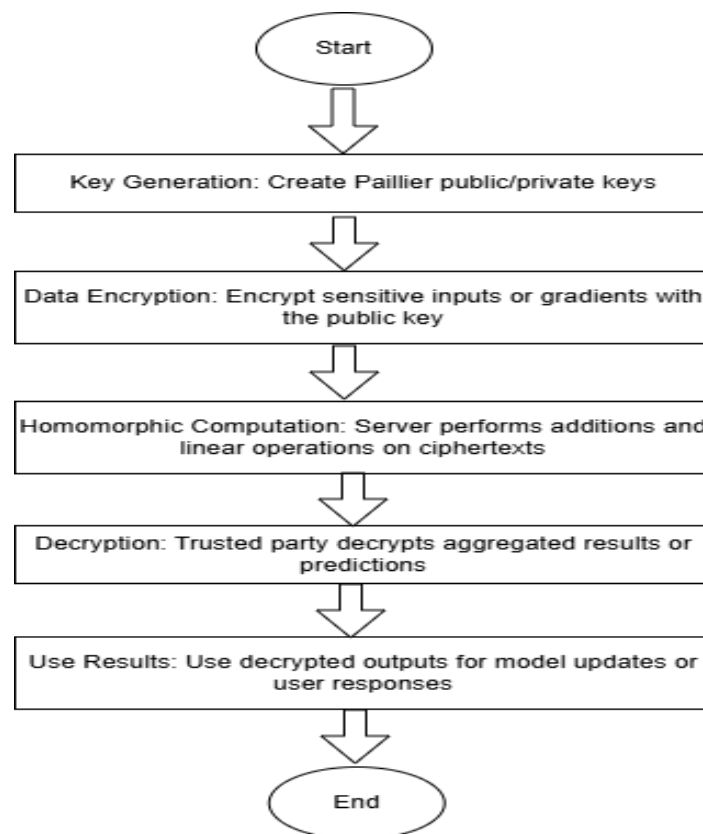 Start
Key Generation: Create Paillier public/private keys
Data Encryption: Encrypt sensitive inputs or gradients with
the public key
Homomorphic Computation: Server performs additions and
linear operations on ciphertexts
Decryption: Trusted party decrypts aggregated results or
predictions
Use Results: Use decrypted outputs for model updates or
user responses
End